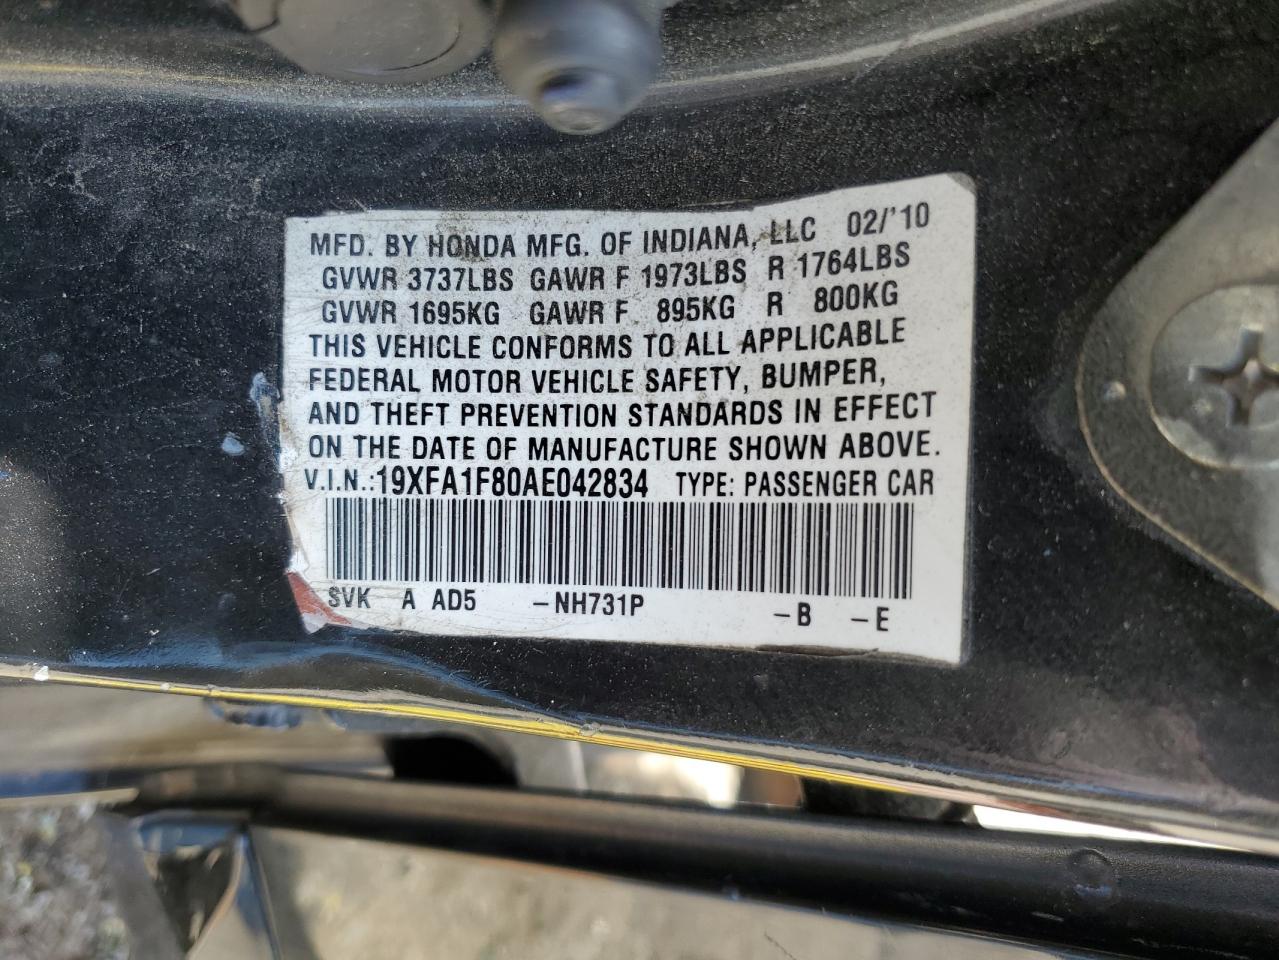 MFD. BY HONDA MFG. OF INDIANA, LLC 02/'10
GVWR 3737LBS GAWR F 1973LBS R 1764LBS
GVWR 1695KG GAWR F 895KG R 800KG
THIS VEHICLE CONFORMS TO ALL APPLICABLE
FEDERAL MOTOR VEHICLE SAFETY, BUMPER,
AND THEFT PREVENTION STANDARDS IN EFFECT
ON THE DATE OF MANUFACTURE SHOWN ABOVE.
V.I.N.:19XFA1F80AE042834 TYPE: PASSENGER CAR
SVK A AD5 -NH731P -B -E